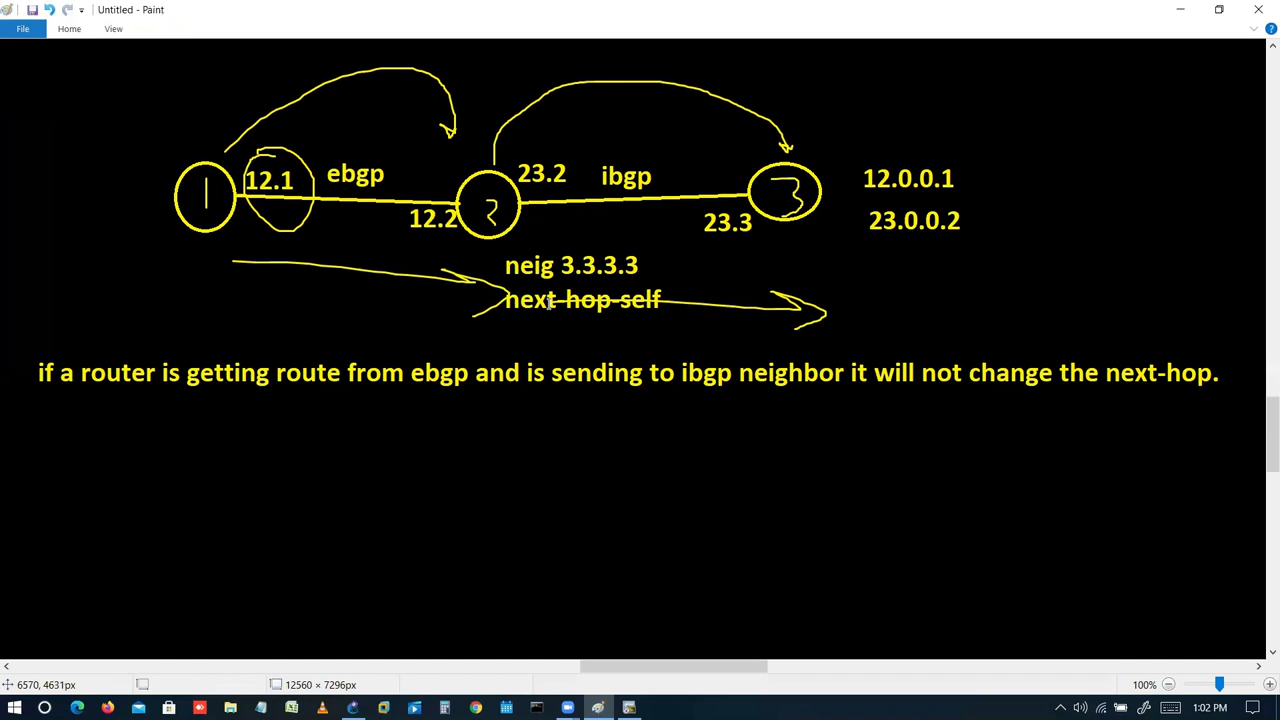 Untitled - Paint
File Home View
1 12.1 ebgp 12.2 2 23.2 ibgp 23.3 3
12.0.0.1
23.0.0.2
neig 3.3.3.3
next-hop-self
if a router is getting route from ebgp and is sending to ibgp neighbor it will not change the next-hop.
6570, 4631px 12560 × 7296px 100%
1:02 PM